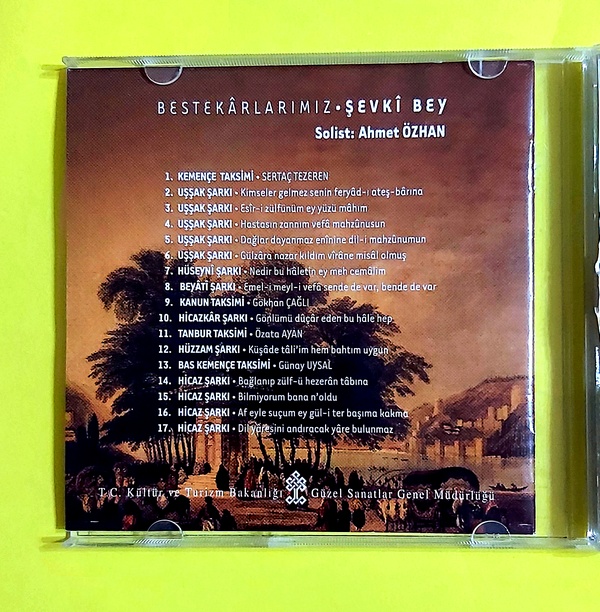 BESTEKÂRLARIMIZ • ŞEVKÎ BEY
Solist: Ahmet ÖZHAN
1. KEMENÇE TAKSİMİ • SERTAÇ TEZEREN
2. UŞŞAK ŞARKI • Kimseler gelmez senin feryâd-ı ateş-bârına
3. UŞŞAK ŞARKI • Esîr-i zülfünüm ey yüzü mâhım
4. UŞŞAK ŞARKI • Hastasın zannım vefâ mahzûnusun
5. UŞŞAK ŞARKI • Dağlar dayanmaz enînine dil-i mahzûnumun
6. UŞŞAK ŞARKI • Gülzâra nazar kıldım vîrâne misâl olmuş
7. HÜSEYNÎ ŞARKI • Nedir bu hâletin ey meh cemâlim
8. BEYÂTİ ŞARKI • Emel-i meyl-i vefâ sende de var, bende de var
9. KANUN TAKSİMİ • Gökhan ÇAĞLI
10. HİCAZKÂR ŞARKI • Gönlümü dûçâr eden bu hâle hep
11. TANBUR TAKSİMİ • Özata AYAN
12. HÜZZAM ŞARKI • Küşâde tâli'im hem bahtım uygun
13. BAS KEMENÇE TAKSİMİ • Günay UYSAL
14. HİCAZ ŞARKI • Bağlanıp zülf-ü hezerân tâbına
15. HİCAZ ŞARKI • Bilmiyorum bana n'oldu
16. HİCAZ ŞARKI • Af eyle suçum ey gül-i ter başıma kakma
17. HİCAZ ŞARKI • Dil yâresini andıracak yâre bulunmaz
T.C. Kültür ve Turizm Bakanlığı Güzel Sanatlar Genel Müdürlüğü